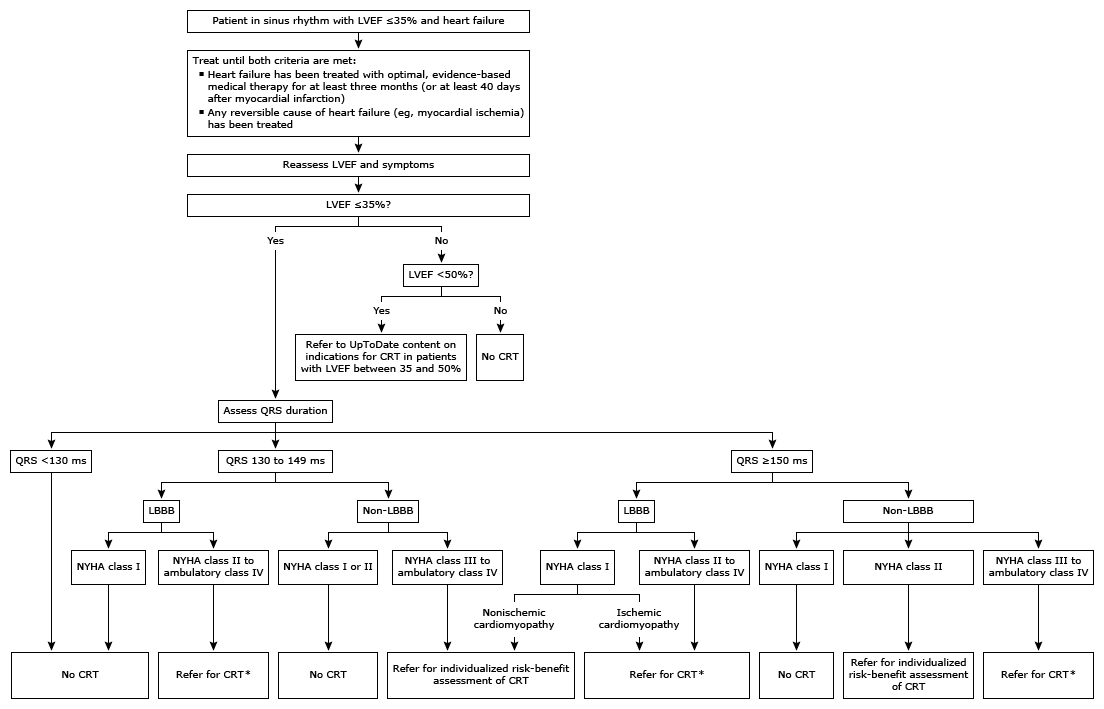 Patient in sinus rhythm with LVEF ≤35% and heart failure
Treat until both criteria are met:
▪ Heart failure has been treated with optimal, evidence-based
medical therapy for at least three months (or at least 40 days
after myocardial infarction)
▪ Any reversible cause of heart failure (eg, myocardial ischemia)
has been treated
Reassess LVEF and symptoms
LVEF ≤35%?
Yes
No
LVEF <50%?
Yes
No
Refer to UpToDate content on
indications for CRT in patients
with LVEF between 35 and 50%
No CRT
Assess QRS duration
QRS <130 ms
QRS 130 to 149 ms
QRS ≥150 ms
LBBB
Non-LBBB
LBBB
Non-LBBB
NYHA class I
NYHA class II to
ambulatory class IV
NYHA class I or II
NYHA class III to
ambulatory class IV
NYHA class I
NYHA class II to
ambulatory class IV
NYHA class I
NYHA class II
NYHA class III to
ambulatory class IV
Nonischemic
cardiomyopathy
Ischemic
cardiomyopathy
No CRT
Refer for CRT*
No CRT
Refer for individualized risk-benefit
assessment of CRT
Refer for CRT*
No CRT
Refer for individualized
risk-benefit assessment
of CRT
Refer for CRT*